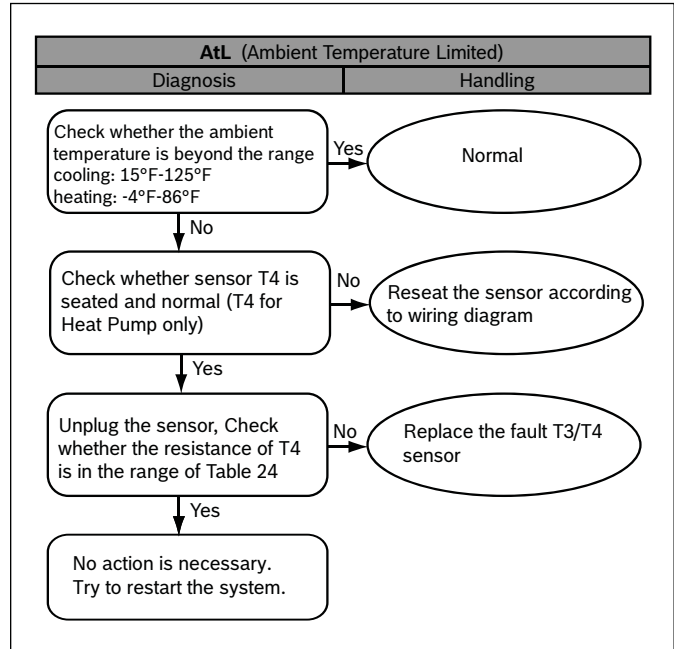 AtL (Ambient Temperature Limited)
Diagnosis
Handling
Check whether the ambient
temperature is beyond the range
cooling: 15°F-125°F
heating: -4°F-86°F
Yes
Normal
No
Check whether sensor T4 is
seated and normal (T4 for
Heat Pump only)
No
Reseat the sensor according
to wiring diagram
Yes
Unplug the sensor, Check
whether the resistance of T4
is in the range of Table 24
No
Replace the fault T3/T4
sensor
Yes
No action is necessary.
Try to restart the system.